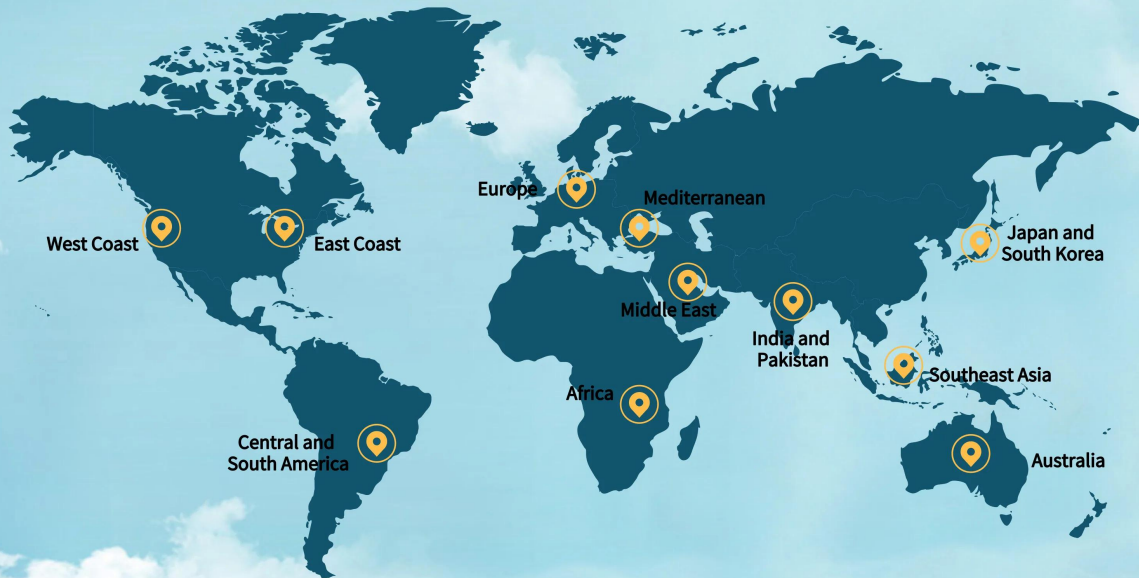 Europe
Mediterranean
West Coast
East Coast
Japan and
South Korea
Middle East
India and
Pakistan
Southeast Asia
Africa
Central and
South America
Australia